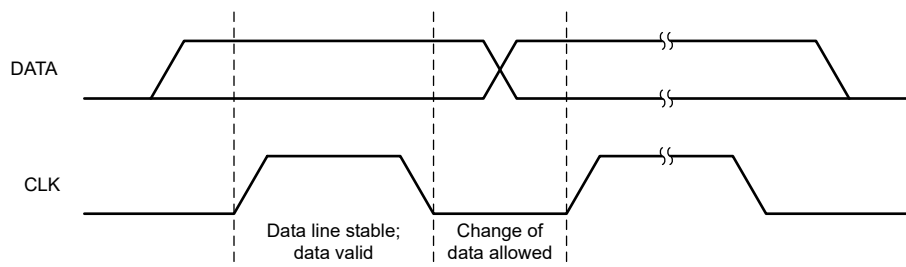 DATA
CLK
Data line stable;
data valid
Change of
data allowed